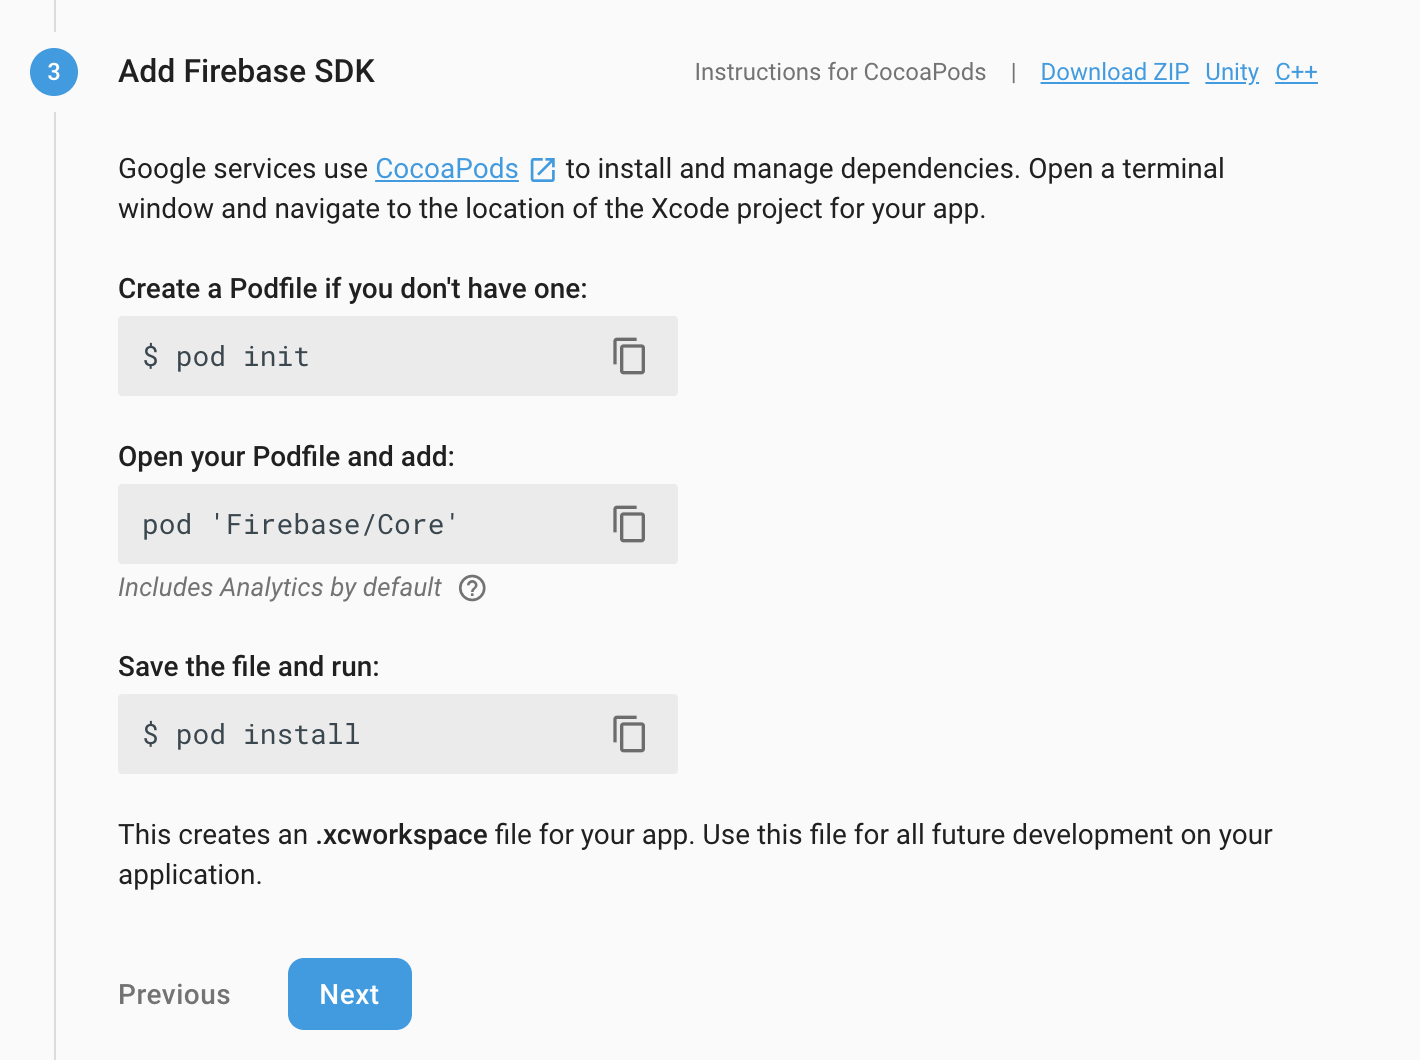 3
Add Firebase SDK
Instructions for CocoaPods | Download ZIP Unity C++
Google services use CocoaPods to install and manage dependencies. Open a terminal
window and navigate to the location of the Xcode project for your app.
Create a Podfile if you don't have one:
$ pod init
Open your Podfile and add:
pod 'Firebase/Core'
Includes Analytics by default ?
Save the file and run:
$ pod install
This creates an .xcworkspace file for your app. Use this file for all future development on your
application.
Previous
Next